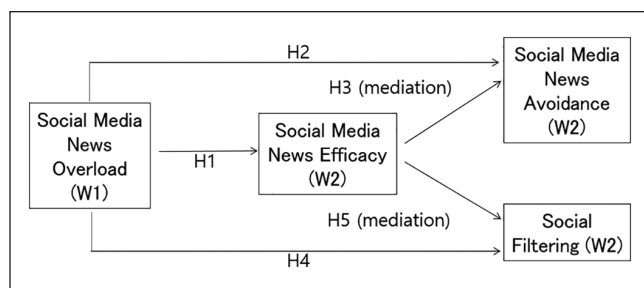 H2
Social Media
News
Avoidance
(W2)
H3 (mediation)
Social Media
News
Overload
(W1)
H1
Social Media
News Efficacy
(W2)
H5 (mediation)
Social
Filtering (W2)
H4